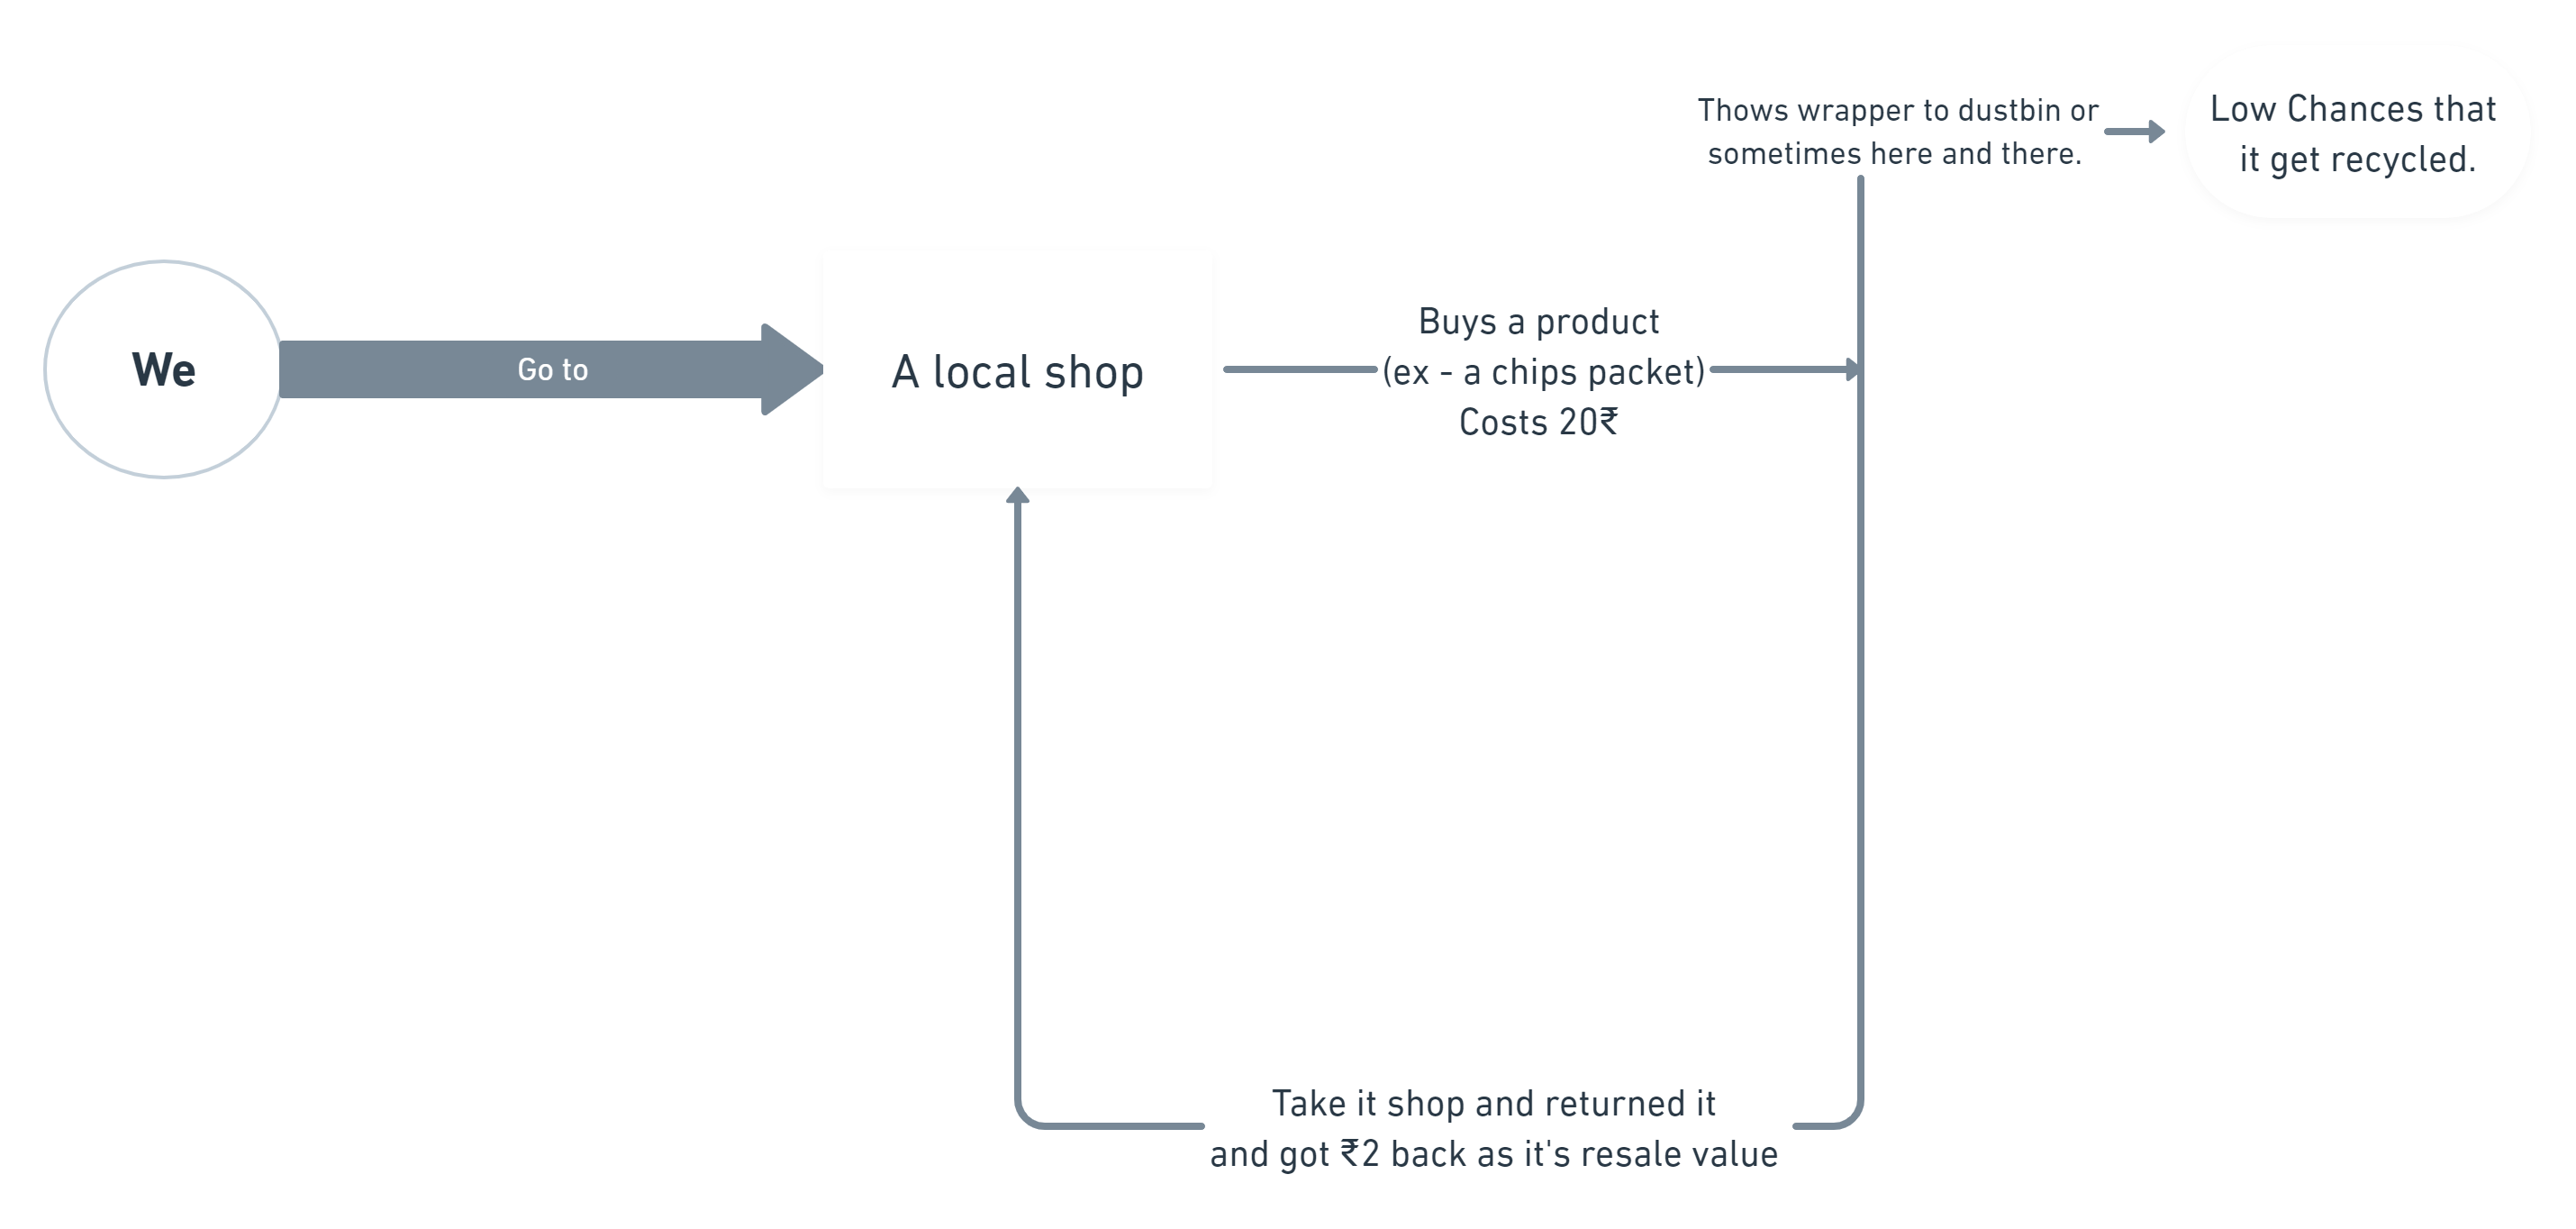 Thows wrapper to dustbin or
sometimes here and there.
Low Chances that
it get recycled.
We
Go to
A local shop
Buys a product
(ex - a chips packet)
Costs 20₹
Take it shop and returned it
and got ₹2 back as it's resale value